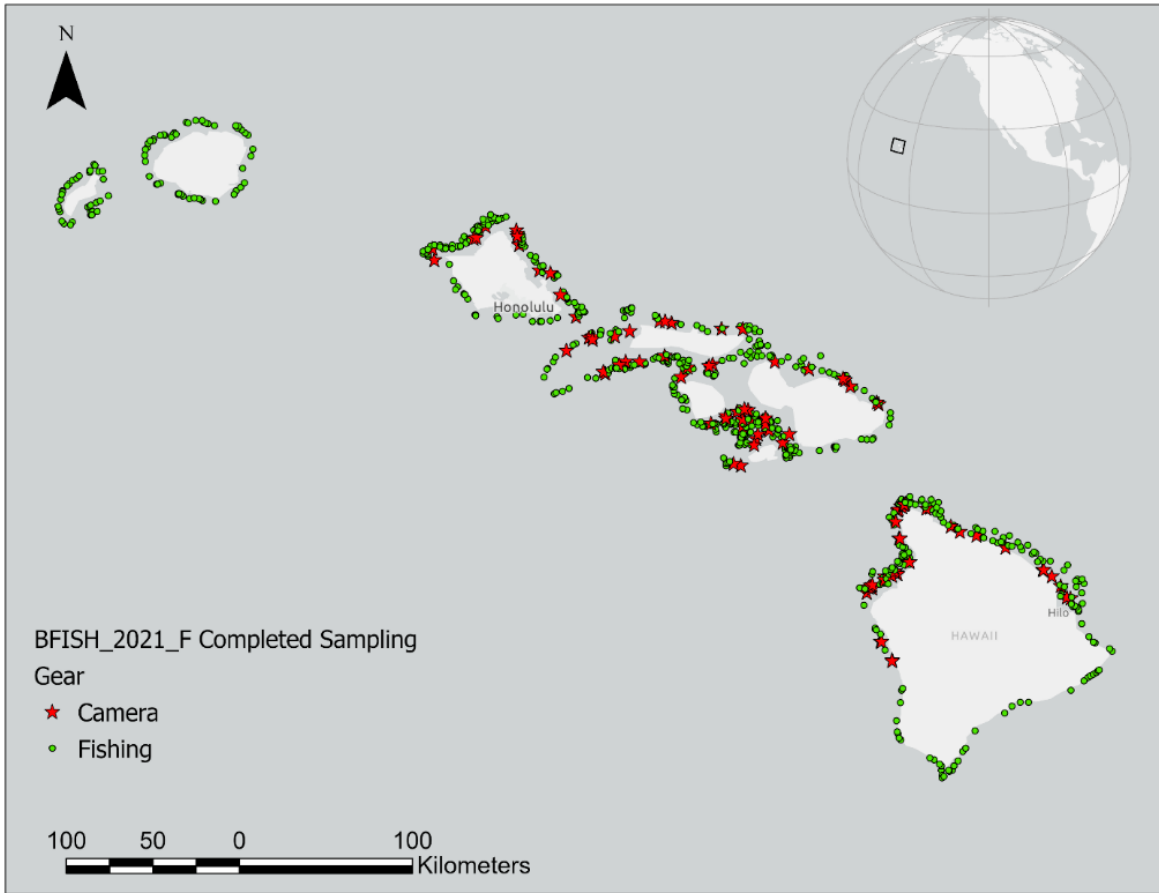 N
Honolulu
Hilo
HAWAII
BFISH_2021_F Completed Sampling
Gear
Camera
Fishing
100 50 0 100
Kilometers